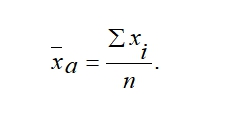 x̄ₐ = Σxᵢ / n.